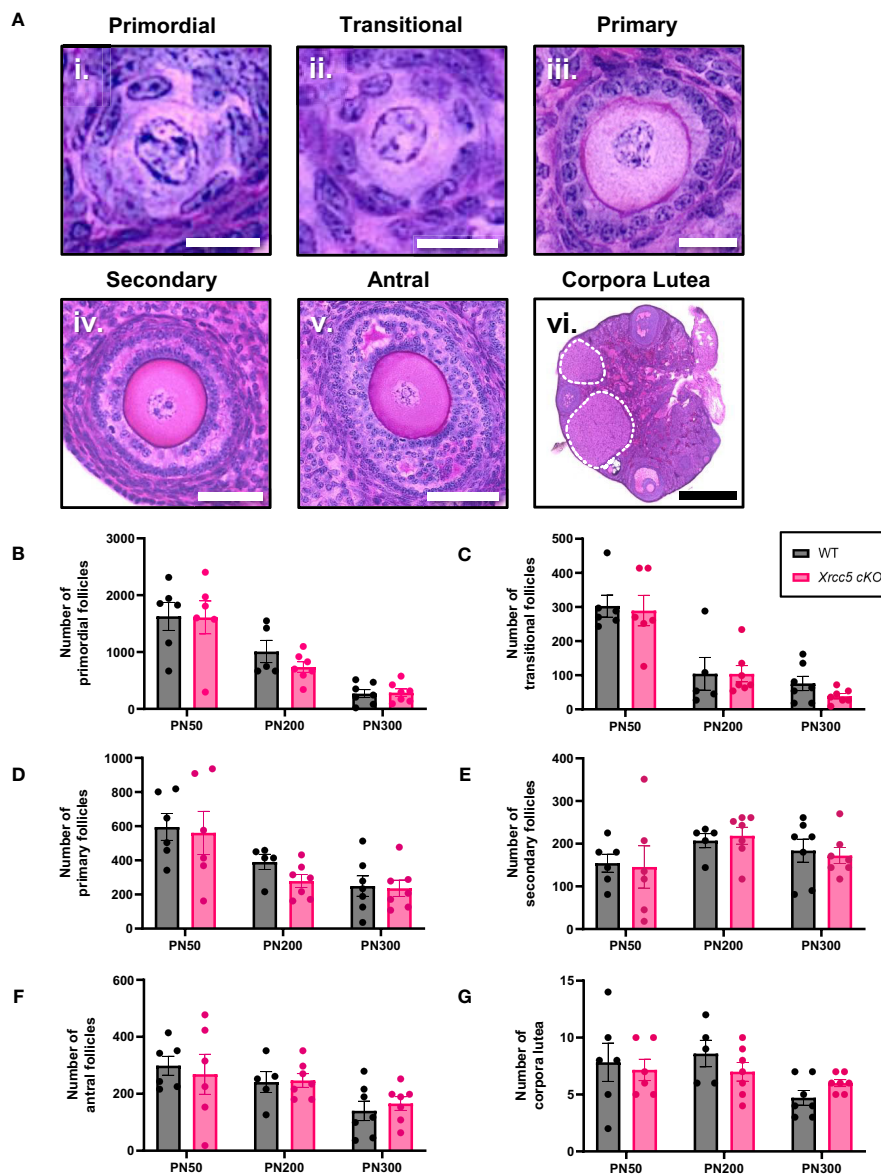 A
Primordial
Transitional
Primary
i.
ii.
iii.
Secondary
Antral
Corpora Lutea
iv.
v.
vi.
B
Number of
primordial follicles
3000
2000
1000
0
PN50
PN200
PN300
C
Number of
transitional follicles
500
400
300
200
100
0
PN50
PN200
PN300
WT
Xrcc5 cKO
D
Number of
primary follicles
1000
800
600
400
200
0
PN50
PN200
PN300
E
Number of
secondary follicles
400
300
200
100
0
PN50
PN200
PN300
F
Number of
antral follicles
600
400
200
0
PN50
PN200
PN300
G
Number of
corpora lutea
15
10
5
0
PN50
PN200
PN300